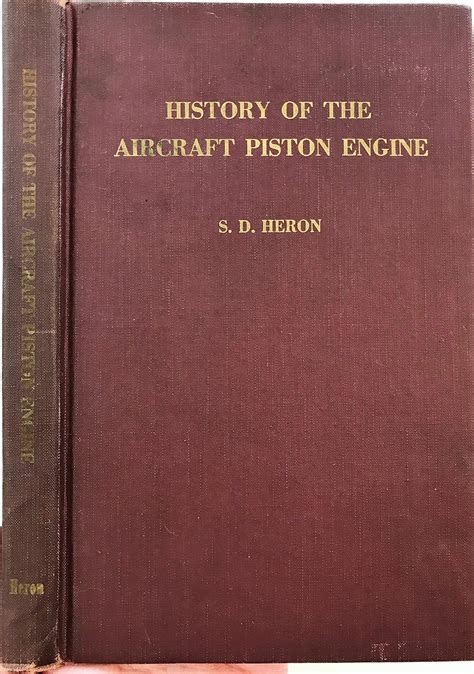 HISTORY OF THE AIRCRAFT PISTON ENGINE
Heron
HISTORY OF THE
AIRCRAFT PISTON ENGINE
S. D. HERON